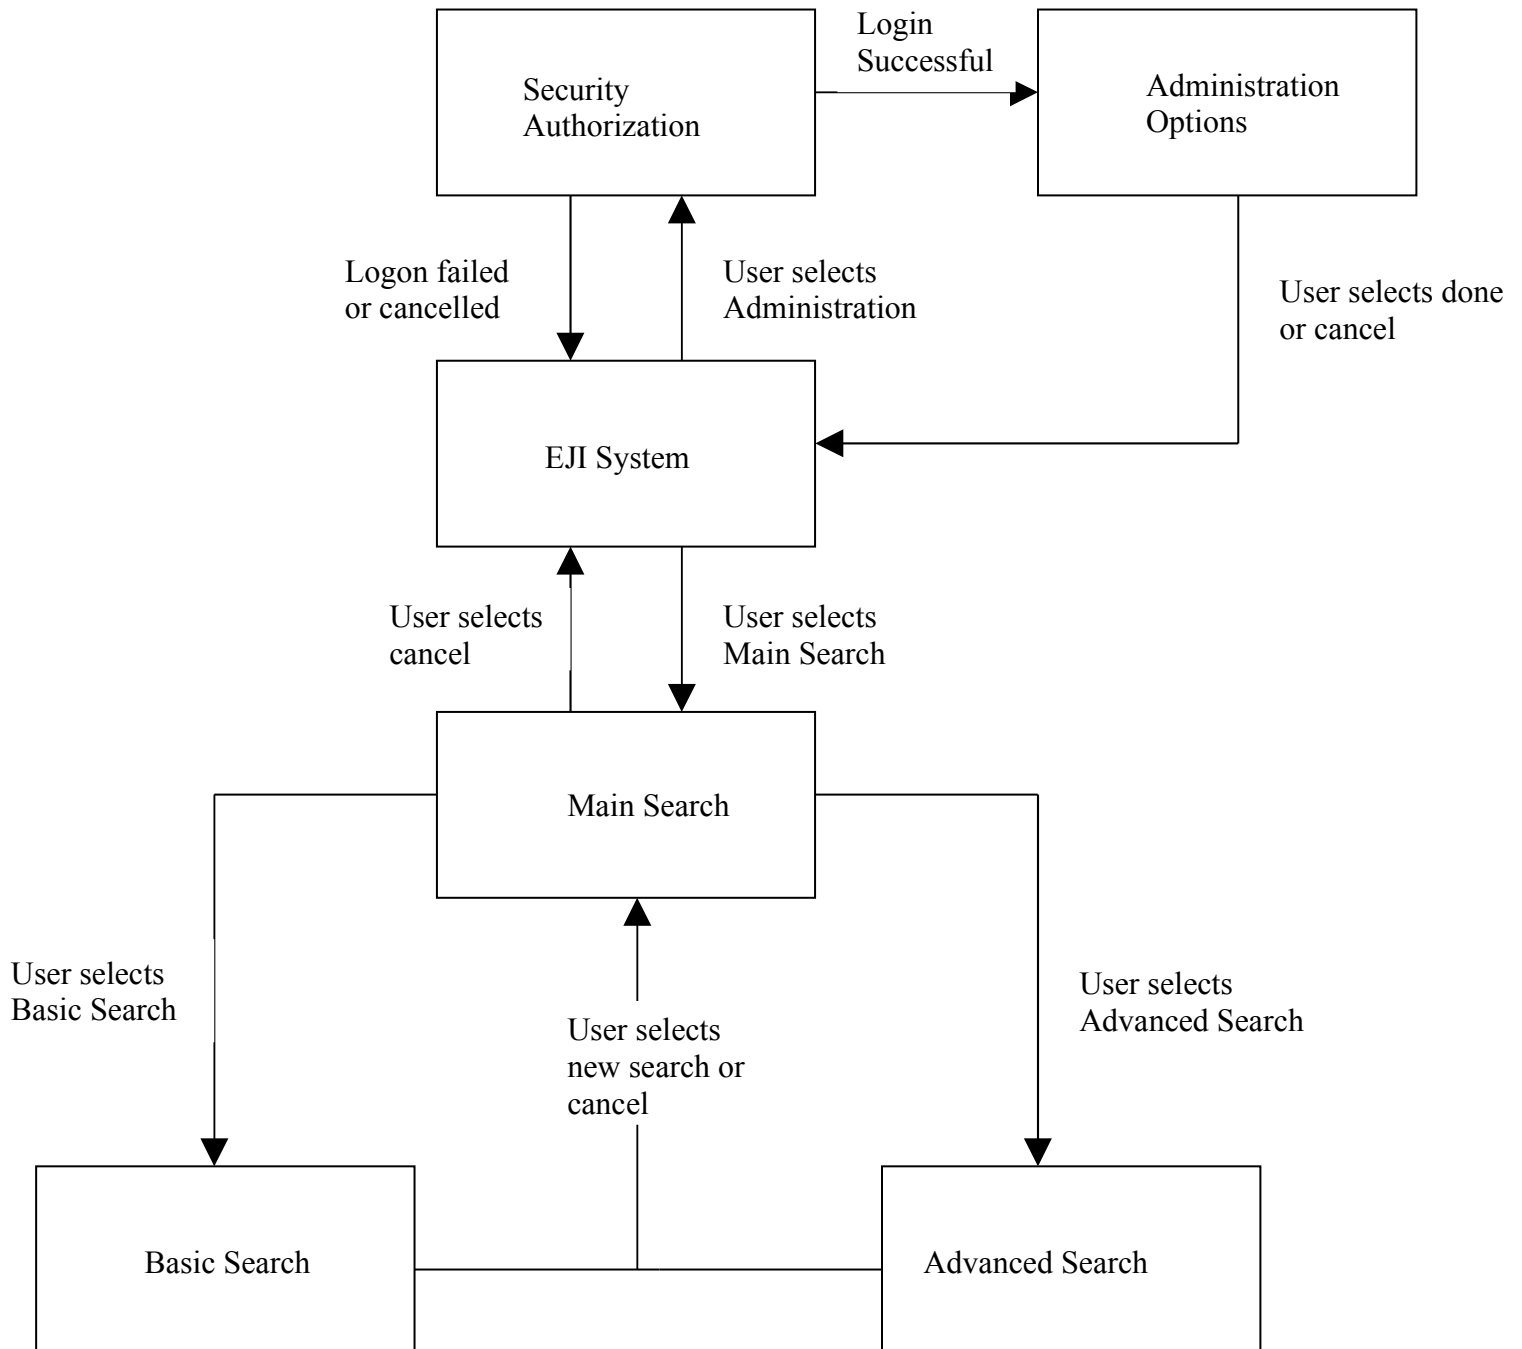 Login
Successful
Security
Authorization
Administration
Options
Logon failed
or cancelled
User selects
Administration
User selects done
or cancel
EJI System
User selects
cancel
User selects
Main Search
Main Search
User selects
Basic Search
User selects
new search or
cancel
User selects
Advanced Search
Basic Search
Advanced Search